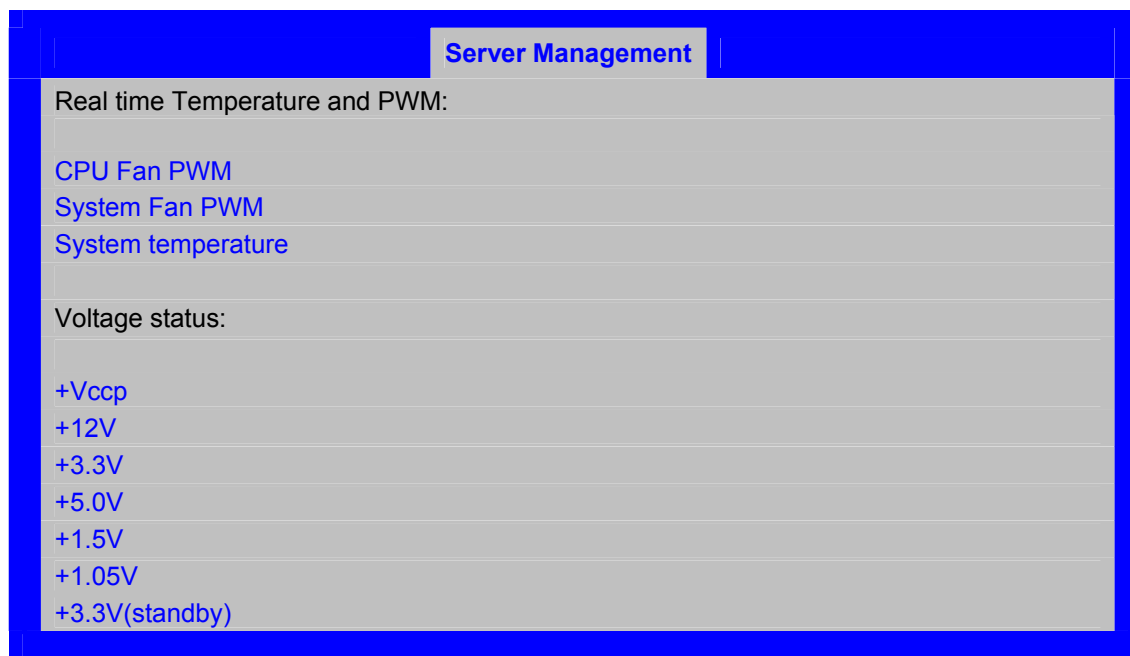 Server Management
Real time Temperature and PWM:
CPU Fan PWM
System Fan PWM
System temperature
Voltage status:
+Vccp
+12V
+3.3V
+5.0V
+1.5V
+1.05V
+3.3V(standby)